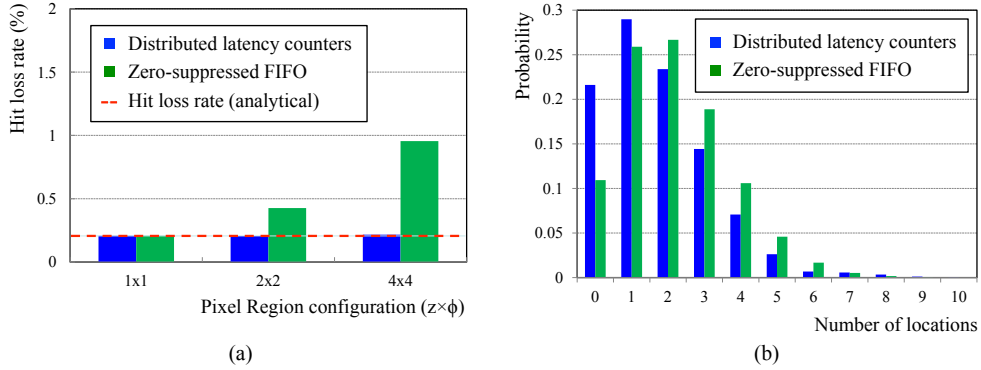 Hit loss rate (%)
2
1.5
1
0.5
0
Distributed latency counters
Zero-suppressed FIFO
Hit loss rate (analytical)
1x1
2x2
4x4
Pixel Region configuration (z×ϕ)
(a)
Probability
0.3
0.25
0.2
0.15
0.1
0.05
0
Distributed latency counters
Zero-suppressed FIFO
0 1 2 3 4 5 6 7 8 9 10
Number of locations
(b)